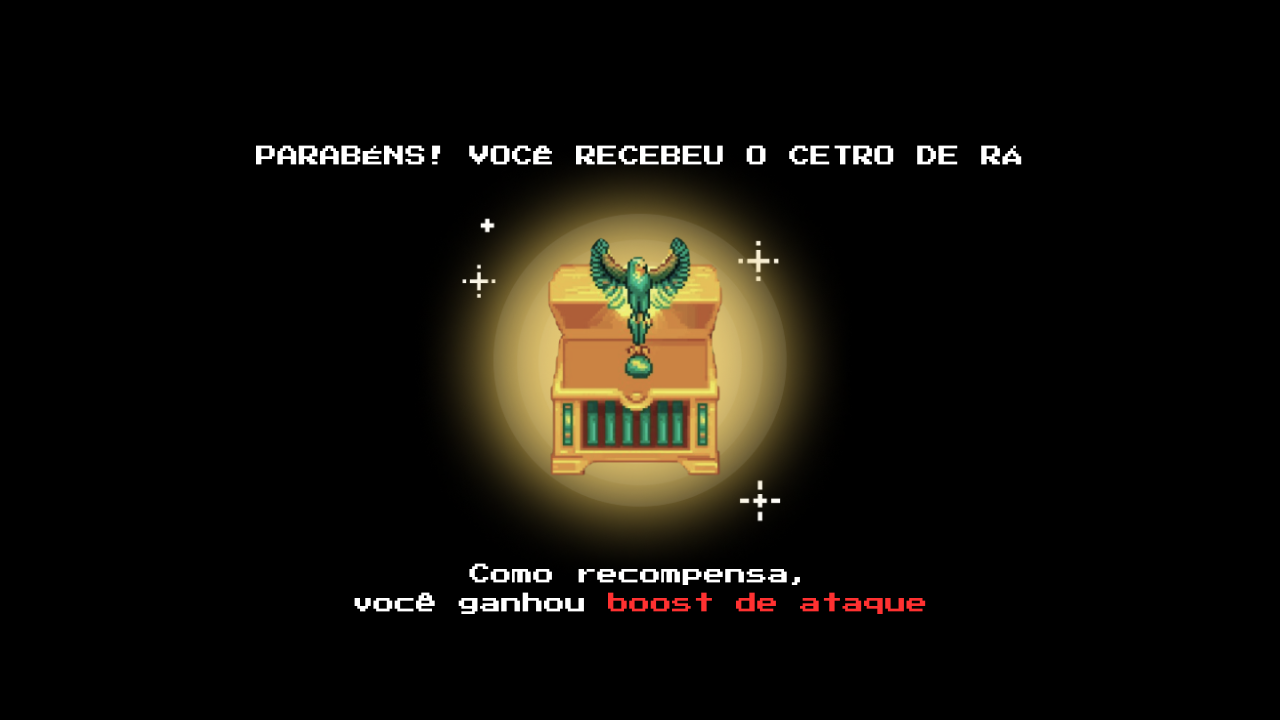 PARABéNS! VOCê RECEBEU O CETRO DE Rá
Como recompensa,
você ganhou boost de ataque